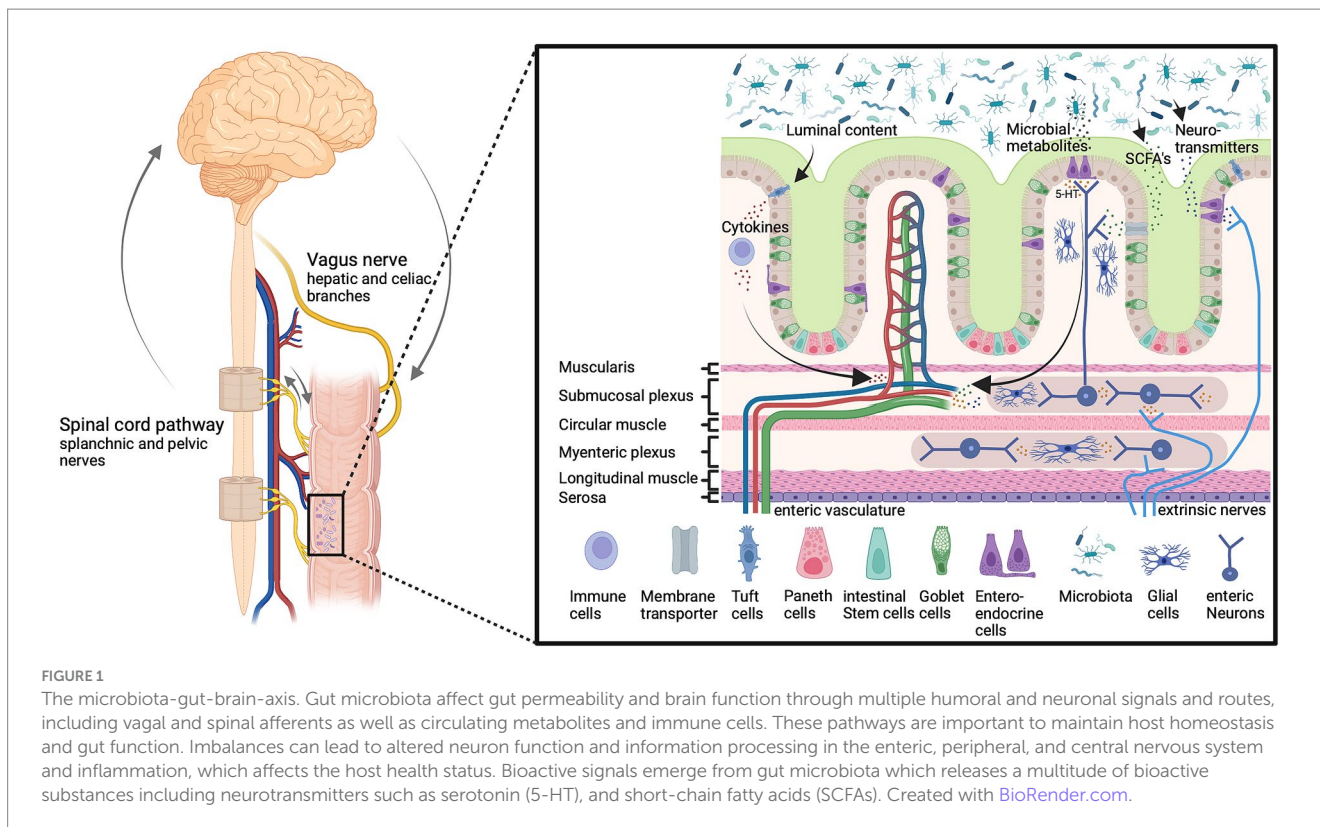 Vagus nerve
hepatic and celiac
branches
Spinal cord pathway
splanchnic and pelvic
nerves
Luminal content
Microbial
metabolites
Neuro-
transmitters
SCFA's
5-HT
Cytokines
Muscularis
Submucosal plexus
Circular muscle
Myenteric plexus
Longitudinal muscle
Serosa
enteric vasculature
extrinsic nerves
Immune
cells
Membrane
transporter
Tuft
cells
Paneth
cells
intestinal
Stem cells
Goblet
cells
Entero-
endocrine
cells
Microbiota
Glial
cells
enteric
Neurons
FIGURE 1
The microbiota-gut-brain-axis. Gut microbiota affect gut permeability and brain function through multiple humoral and neuronal signals and routes,
including vagal and spinal afferents as well as circulating metabolites and immune cells. These pathways are important to maintain host homeostasis
and gut function. Imbalances can lead to altered neuron function and information processing in the enteric, peripheral, and central nervous system
and inflammation, which affects the host health status. Bioactive signals emerge from gut microbiota which releases a multitude of bioactive
substances including neurotransmitters such as serotonin (5-HT), and short-chain fatty acids (SCFAs). Created with BioRender.com.